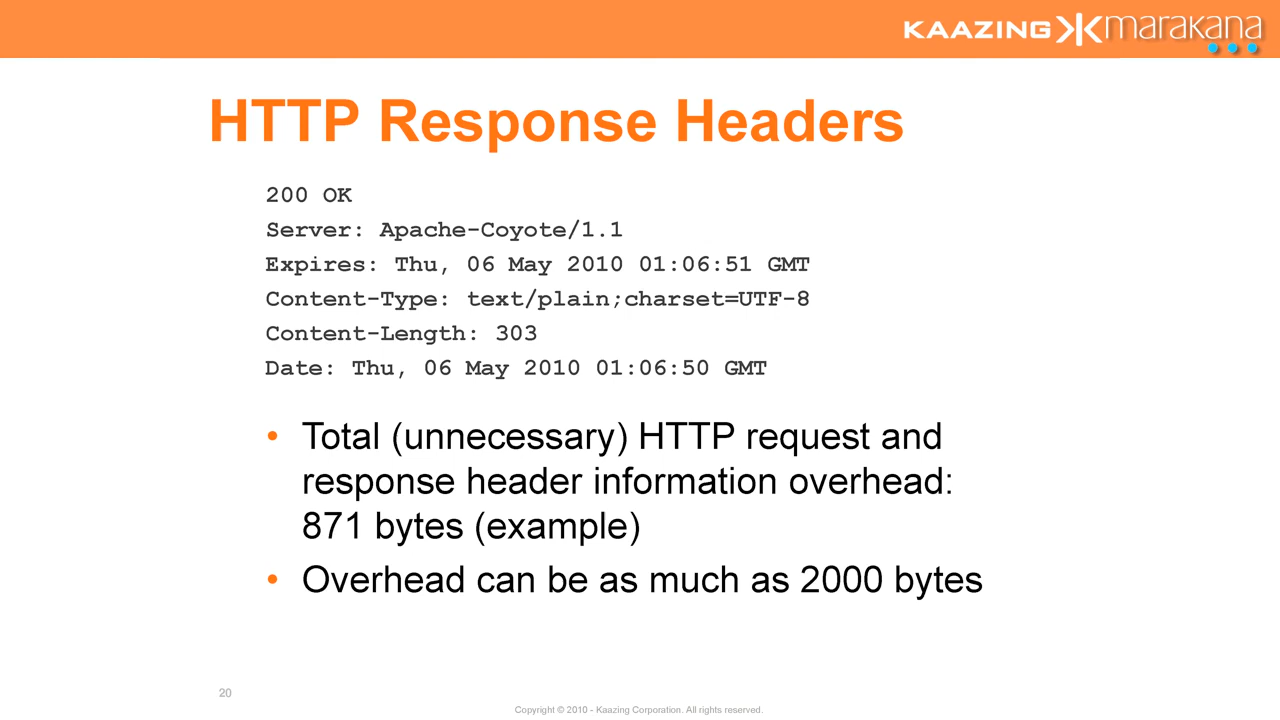 KAAZING marakana
HTTP Response Headers
200 OK
Server: Apache-Coyote/1.1
Expires: Thu, 06 May 2010 01:06:51 GMT
Content-Type: text/plain;charset=UTF-8
Content-Length: 303
Date: Thu, 06 May 2010 01:06:50 GMT
• Total (unnecessary) HTTP request and
response header information overhead:
871 bytes (example)
• Overhead can be as much as 2000 bytes
20
Copyright © 2010 - Kaazing Corporation. All rights reserved.